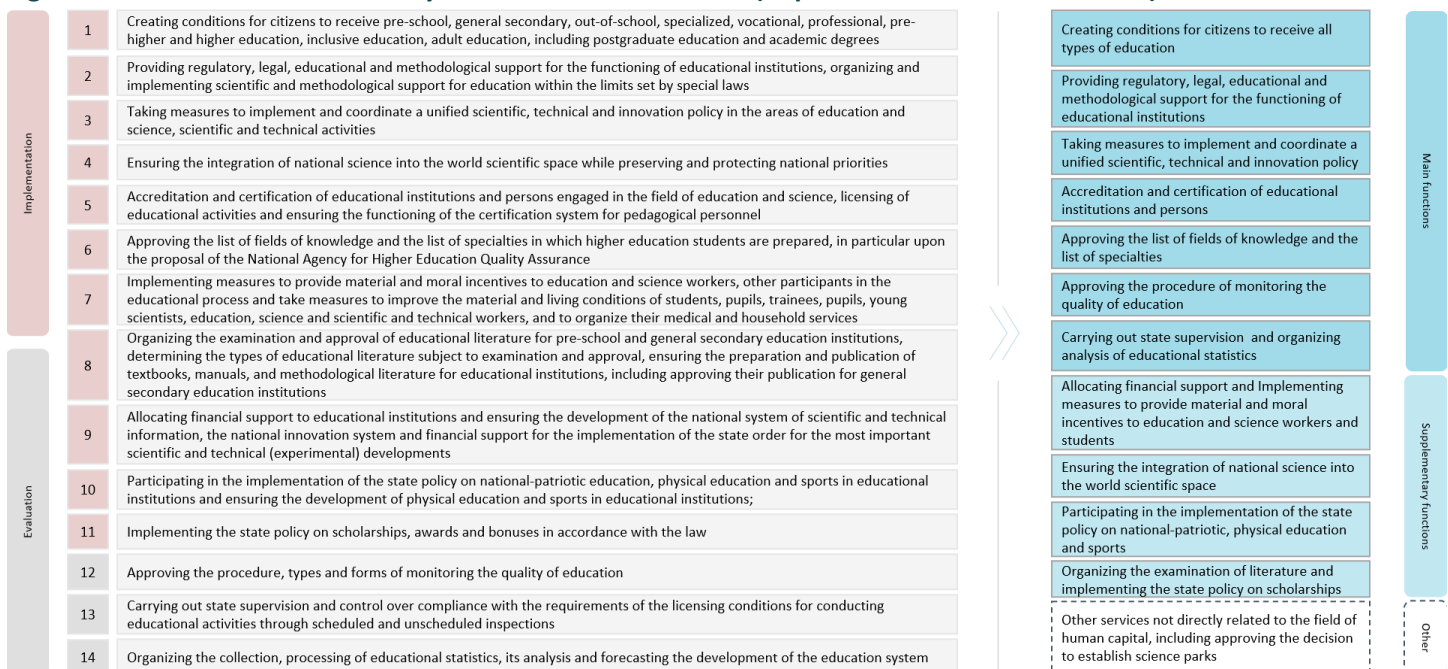 Implementation
Evaluation
1
Creating conditions for citizens to receive pre-school, general secondary, out-of-school, specialized, vocational, professional, pre-
higher and higher education, inclusive education, adult education, including postgraduate education and academic degrees
2
Providing regulatory, legal, educational and methodological support for the functioning of educational institutions, organizing and
implementing scientific and methodological support for education within the limits set by special laws
3
Taking measures to implement and coordinate a unified scientific, technical and innovation policy in the areas of education and
science, scientific and technical activities
4
Ensuring the integration of national science into the world scientific space while preserving and protecting national priorities
5
Accreditation and certification of educational institutions and persons engaged in the field of education and science, licensing of
educational activities and ensuring the functioning of the certification system for pedagogical personnel
6
Approving the list of fields of knowledge and the list of specialties in which higher education students are prepared, in particular upon
the proposal of the National Agency for Higher Education Quality Assurance
7
Implementing measures to provide material and moral incentives to education and science workers, other participants in the
educational process and take measures to improve the material and living conditions of students, pupils, trainees, pupils, young
scientists, education, science and scientific and technical workers, and to organize their medical and household services
8
Organizing the examination and approval of educational literature for pre-school and general secondary education institutions,
determining the types of educational literature subject to examination and approval, ensuring the preparation and publication of
textbooks, manuals, and methodological literature for educational institutions, including approving their publication for general
secondary education institutions
9
Allocating financial support to educational institutions and ensuring the development of the national system of scientific and technical
information, the national innovation system and financial support for the implementation of the state order for the most important
scientific and technical (experimental) developments
10
Participating in the implementation of the state policy on national-patriotic education, physical education and sports in educational
institutions and ensuring the development of physical education and sports in educational institutions;
11
Implementing the state policy on scholarships, awards and bonuses in accordance with the law
12
Approving the procedure, types and forms of monitoring the quality of education
13
Carrying out state supervision and control over compliance with the requirements of the licensing conditions for conducting
educational activities through scheduled and unscheduled inspections
14
Organizing the collection, processing of educational statistics, its analysis and forecasting the development of the education system
Creating conditions for citizens to receive all
types of education
Providing regulatory, legal, educational and
methodological support for the functioning of
educational institutions
Taking measures to implement and coordinate a
unified scientific, technical and innovation policy
Accreditation and certification of educational
institutions and persons
Approving the list of fields of knowledge and the
list of specialties
Approving the procedure of monitoring the
quality of education
Carrying out state supervision and organizing
analysis of educational statistics
Allocating financial support and Implementing
measures to provide material and moral
incentives to education and science workers and
students
Ensuring the integration of national science into
the world scientific space
Participating in the implementation of the state
policy on national-patriotic, physical education
and sports
Organizing the examination of literature and
implementing the state policy on scholarships
Other services not directly related to the field of
human capital, including approving the decision
to establish science parks
Main functions
Supplementary functions
Other